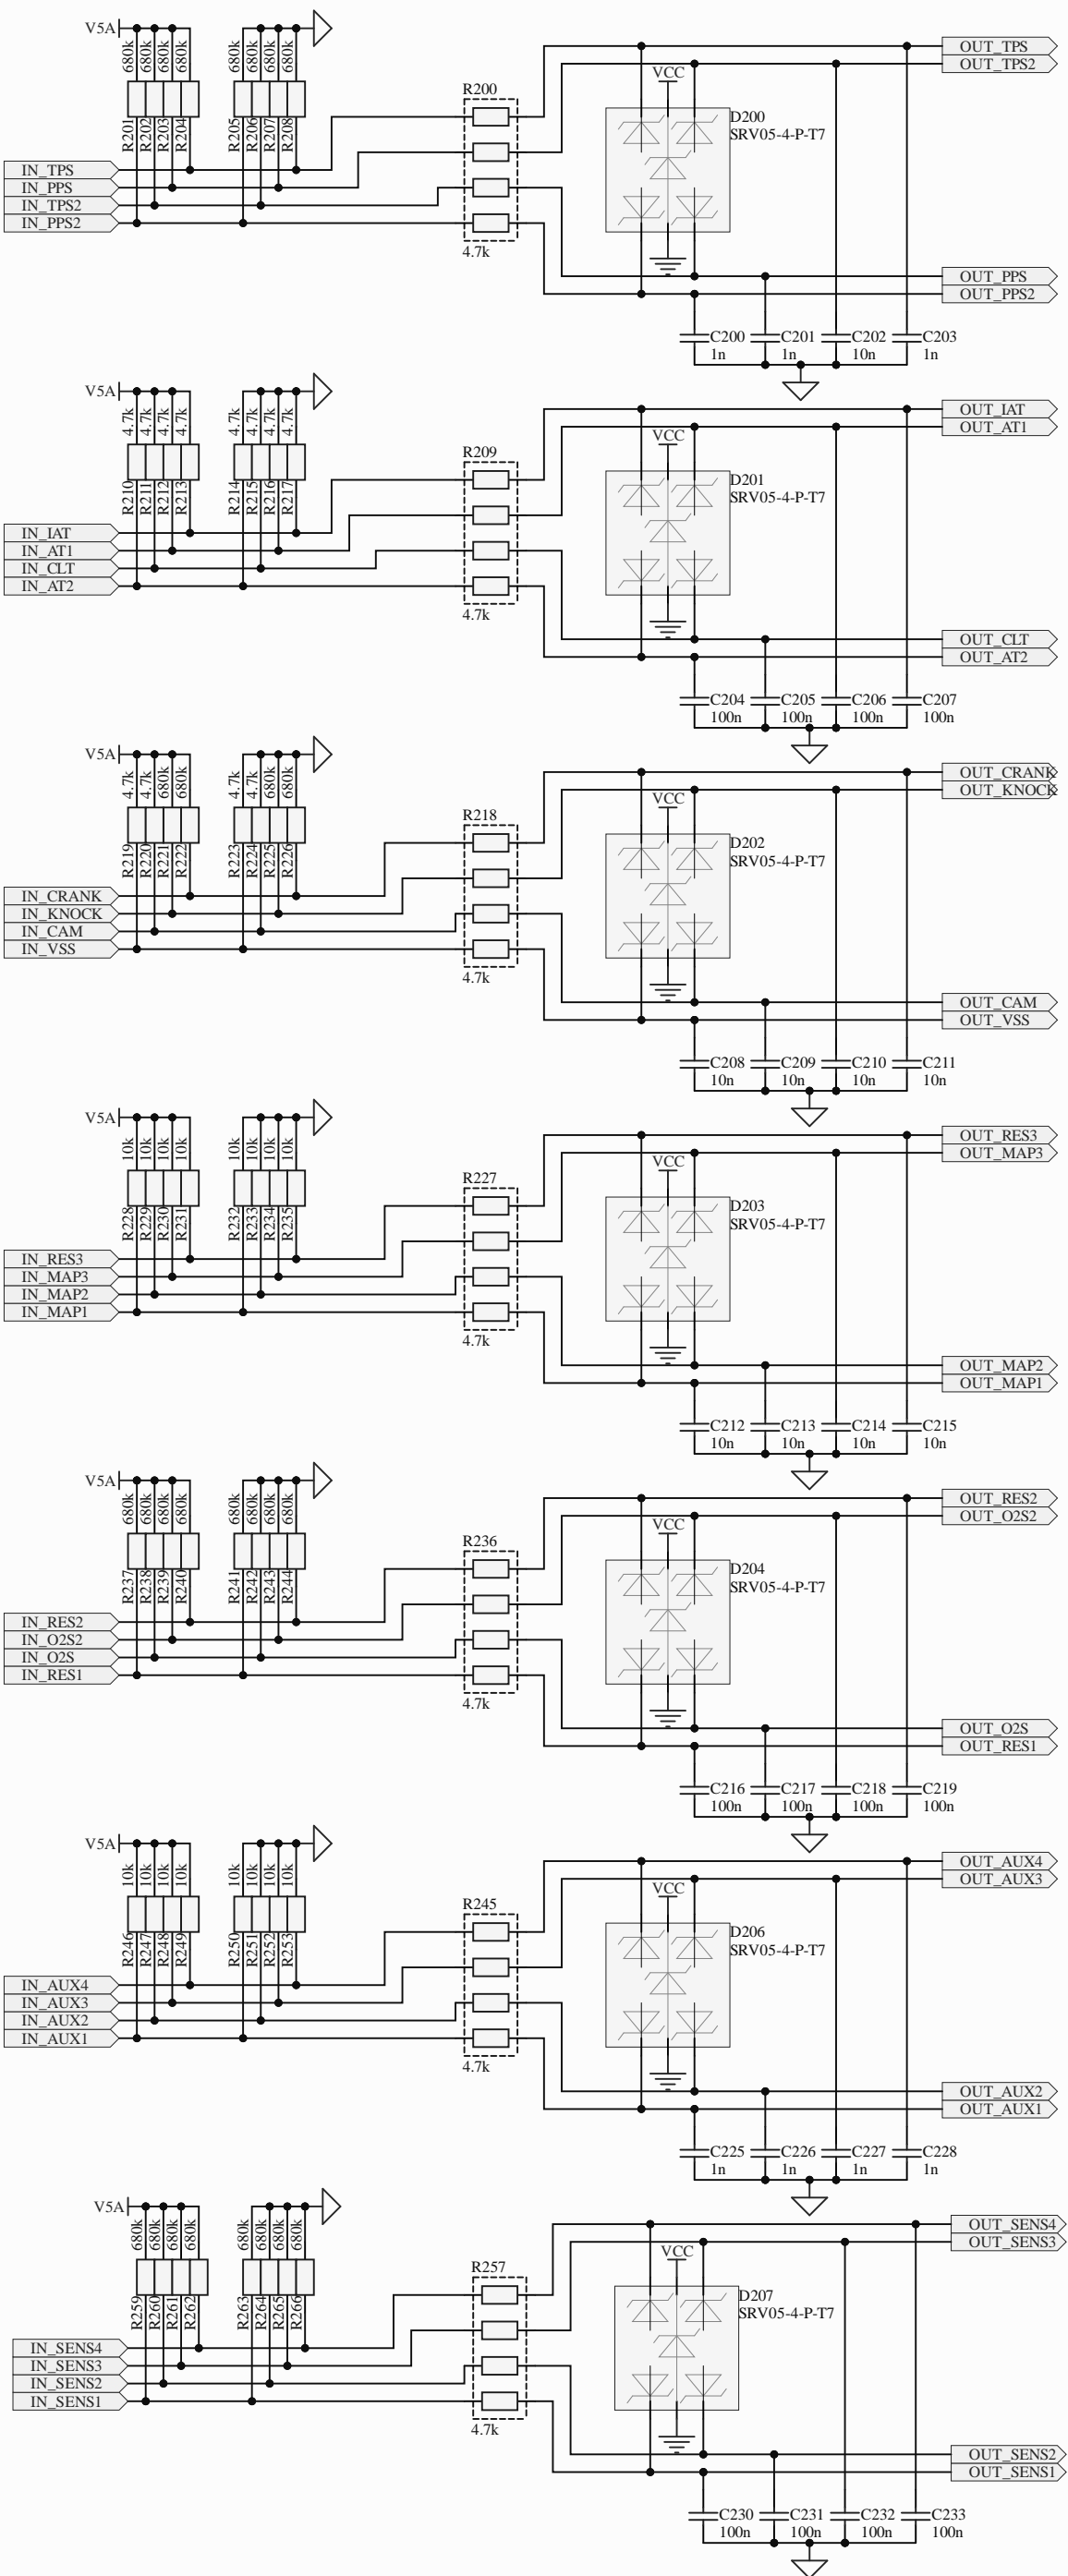 V5A
680k 680k 680k 680k
680k 680k 680k 680k
R201 R202 R203 R204
R205 R206 R207 R208
IN_TPS
IN_PPS
IN_TPS2
IN_PPS2
R200
4.7k
VCC
D200
SRV05-4-P-T7
OUT_TPS
OUT_TPS2
OUT_PPS
OUT_PPS2
C200 C201 C202 C203
1n 1n 10n 1n
V5A
4.7k 4.7k 4.7k 4.7k
4.7k 4.7k 4.7k 4.7k
R210 R211 R212 R213
R214 R215 R216 R217
IN_IAT
IN_AT1
IN_CLT
IN_AT2
R209
4.7k
VCC
D201
SRV05-4-P-T7
OUT_IAT
OUT_AT1
OUT_CLT
OUT_AT2
C204 C205 C206 C207
100n 100n 100n 100n
V5A
4.7k 4.7k 680k 680k
4.7k 4.7k 680k 680k
R219 R220 R221 R222
R223 R224 R225 R226
IN_CRANK
IN_KNOCK
IN_CAM
IN_VSS
R218
4.7k
VCC
D202
SRV05-4-P-T7
OUT_CRANK
OUT_KNOCK
OUT_CAM
OUT_VSS
C208 C209 C210 C211
10n 10n 10n 10n
V5A
10k 10k 10k 10k
10k 10k 10k 10k
R228 R229 R230 R231
R232 R233 R234 R235
IN_RES3
IN_MAP3
IN_MAP2
IN_MAP1
R227
4.7k
VCC
D203
SRV05-4-P-T7
OUT_RES3
OUT_MAP3
OUT_MAP2
OUT_MAP1
C212 C213 C214 C215
10n 10n 10n 10n
V5A
680k 680k 680k 680k
680k 680k 680k 680k
R237 R238 R239 R240
R241 R242 R243 R244
IN_RES2
IN_O2S2
IN_O2S
IN_RES1
R236
4.7k
VCC
D204
SRV05-4-P-T7
OUT_RES2
OUT_O2S2
OUT_O2S
OUT_RES1
C216 C217 C218 C219
100n 100n 100n 100n
V5A
10k 10k 10k 10k
10k 10k 10k 10k
R246 R247 R248 R249
R250 R251 R252 R253
IN_AUX4
IN_AUX3
IN_AUX2
IN_AUX1
R245
4.7k
VCC
D206
SRV05-4-P-T7
OUT_AUX4
OUT_AUX3
OUT_AUX2
OUT_AUX1
C225 C226 C227 C228
1n 1n 1n 1n
V5A
680k 680k 680k 680k
680k 680k 680k 680k
R259 R260 R261 R262
R263 R264 R265 R266
IN_SENS4
IN_SENS3
IN_SENS2
IN_SENS1
R257
4.7k
VCC
D207
SRV05-4-P-T7
OUT_SENS4
OUT_SENS3
OUT_SENS2
OUT_SENS1
C230 C231 C232 C233
100n 100n 100n 100n